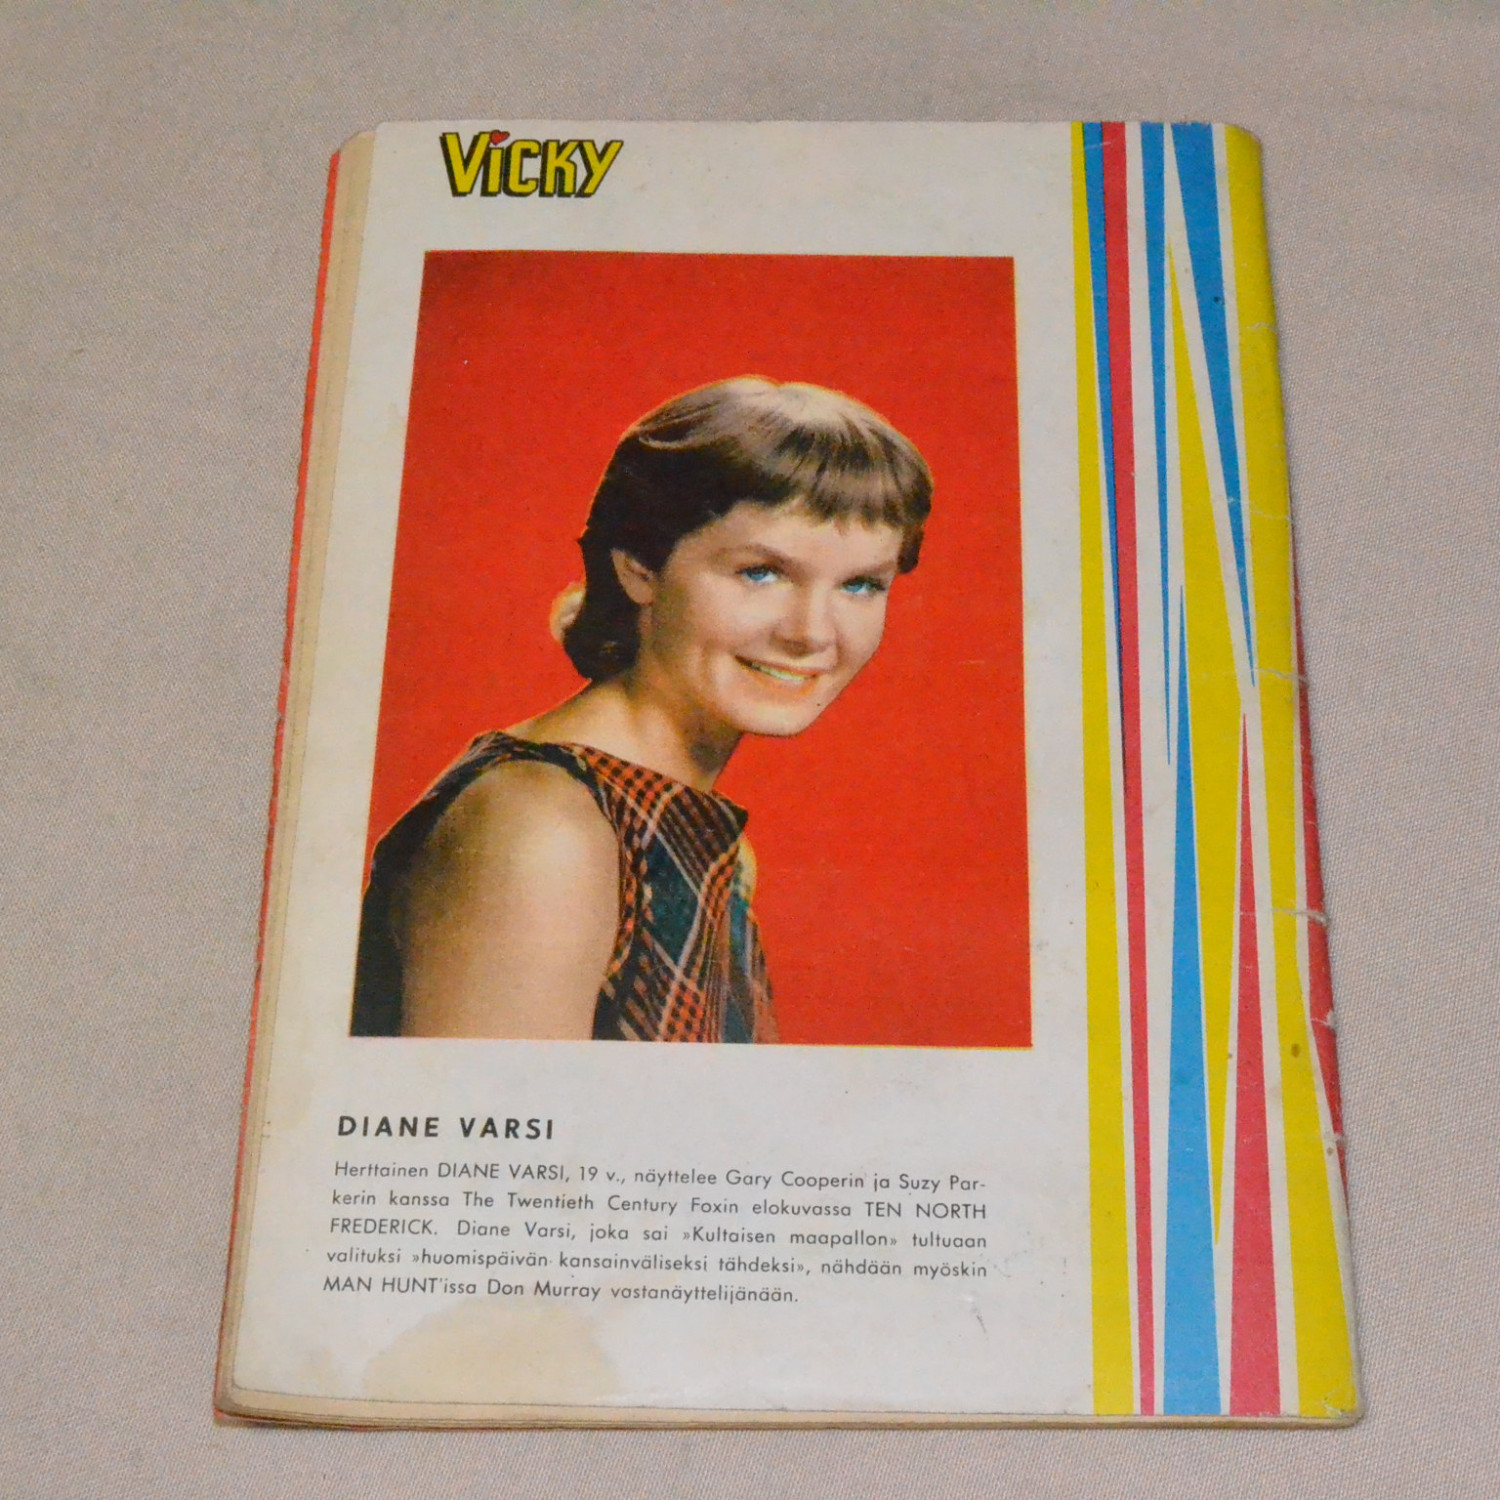 VICKY
DIANE VARSI
Herttainen DIANE VARSI, 19 v., näyttelee Gary Cooperin ja Suzy Par-
kerin kanssa The Twentieth Century Foxin elokuvassa TEN NORTH
FREDERICK. Diane Varsi, joka sai »Kultaisen maapallon» tultuaan
valituksi »huomispäivän kansainväliseksi tähdeksi», nähdään myöskin
MAN HUNT'issa Don Murray vastanäyttelijänään.